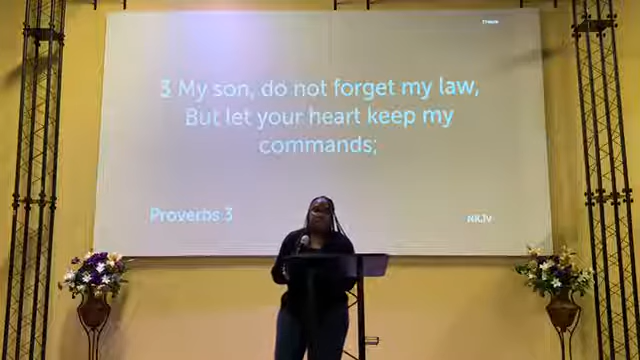 3 My son, do not forget my law,
But let your heart keep my
commands;
Proverbs 3
NKJV